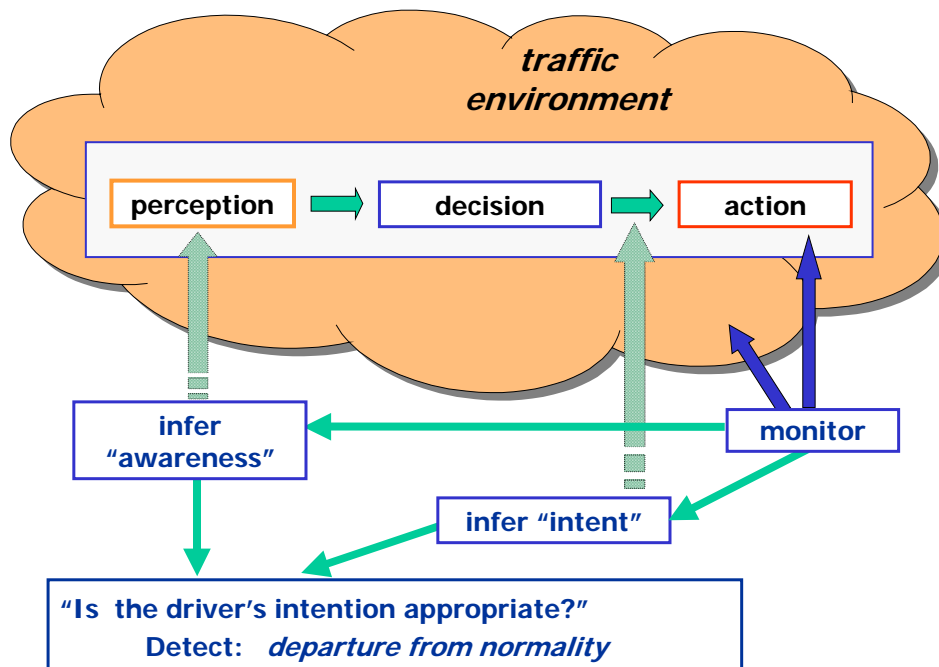 traffic
environment
perception
decision
action
infer
“awareness”
monitor
infer “intent”
“Is the driver’s intention appropriate?”
Detect: departure from normality